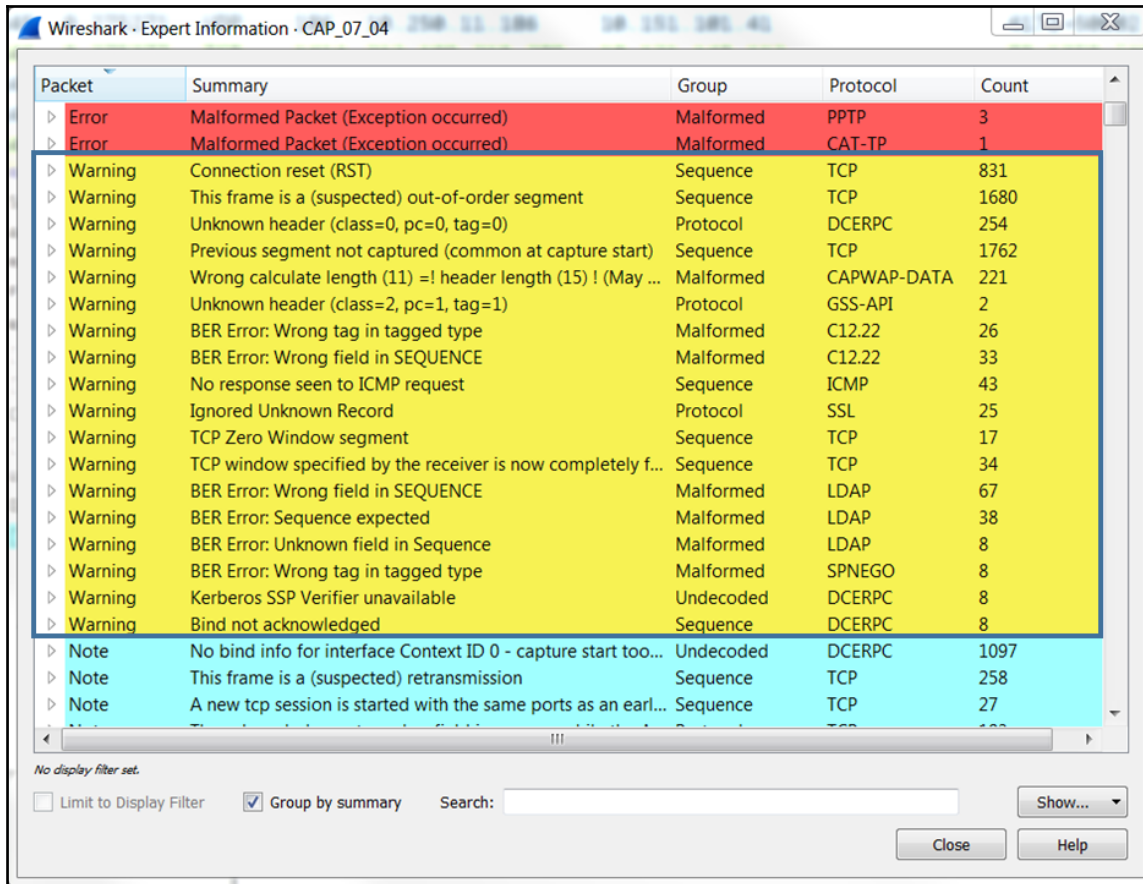 Wireshark · Expert Information · CAP_07_04
Packet Summary Group Protocol Count
Error Malformed Packet (Exception occurred) Malformed PPTP 3
Error Malformed Packet (Exception occurred) Malformed CAT-TP 1
Warning Connection reset (RST) Sequence TCP 831
Warning This frame is a (suspected) out-of-order segment Sequence TCP 1680
Warning Unknown header (class=0, pc=0, tag=0) Protocol DCERPC 254
Warning Previous segment not captured (common at capture start) Sequence TCP 1762
Warning Wrong calculate length (11) =! header length (15) ! (May ... Malformed CAPWAP-DATA 221
Warning Unknown header (class=2, pc=1, tag=1) Protocol GSS-API 2
Warning BER Error: Wrong tag in tagged type Malformed C12.22 26
Warning BER Error: Wrong field in SEQUENCE Malformed C12.22 33
Warning No response seen to ICMP request Sequence ICMP 43
Warning Ignored Unknown Record Protocol SSL 25
Warning TCP Zero Window segment Sequence TCP 17
Warning TCP window specified by the receiver is now completely f... Sequence TCP 34
Warning BER Error: Wrong field in SEQUENCE Malformed LDAP 67
Warning BER Error: Sequence expected Malformed LDAP 38
Warning BER Error: Unknown field in Sequence Malformed LDAP 8
Warning BER Error: Wrong tag in tagged type Malformed SPNEGO 8
Warning Kerberos SSP Verifier unavailable Undecoded DCERPC 8
Warning Bind not acknowledged Sequence DCERPC 8
Note No bind info for interface Context ID 0 - capture start too... Undecoded DCERPC 1097
Note This frame is a (suspected) retransmission Sequence TCP 258
Note A new tcp session is started with the same ports as an earl... Sequence TCP 27
No display filter set.
Limit to Display Filter Group by summary Search: Show...
Close Help